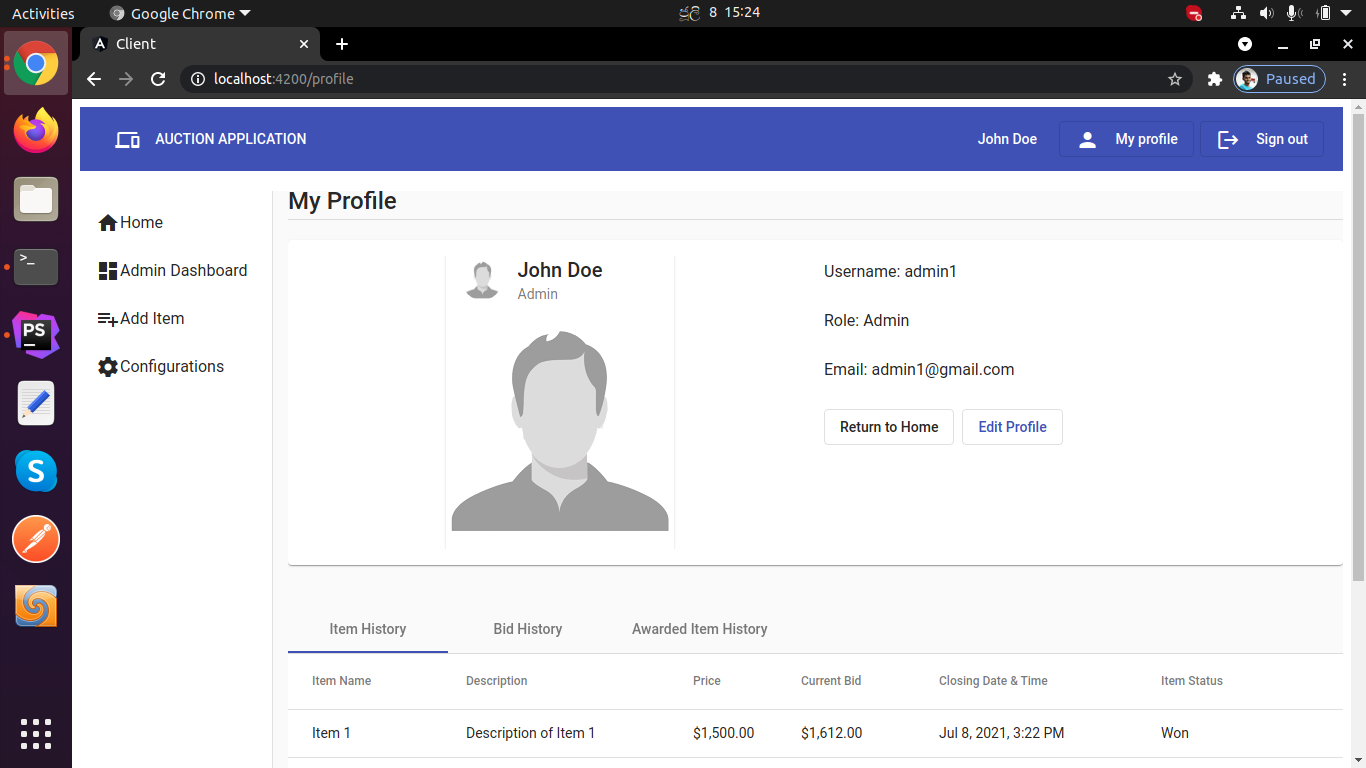 Activities Google Chrome ජූලි 8 15:24
Client
localhost:4200/profile Paused
AUCTION APPLICATION John Doe My profile Sign out
My Profile
Home
Admin Dashboard
Add Item
Configurations
John Doe
Admin
Username: admin1
Role: Admin
Email: admin1@gmail.com
Return to Home Edit Profile
>_
PS
S
Item History Bid History Awarded Item History
Item Name Description Price Current Bid Closing Date & Time Item Status
Item 1 Description of Item 1 $1,500.00 $1,612.00 Jul 8, 2021, 3:22 PM Won